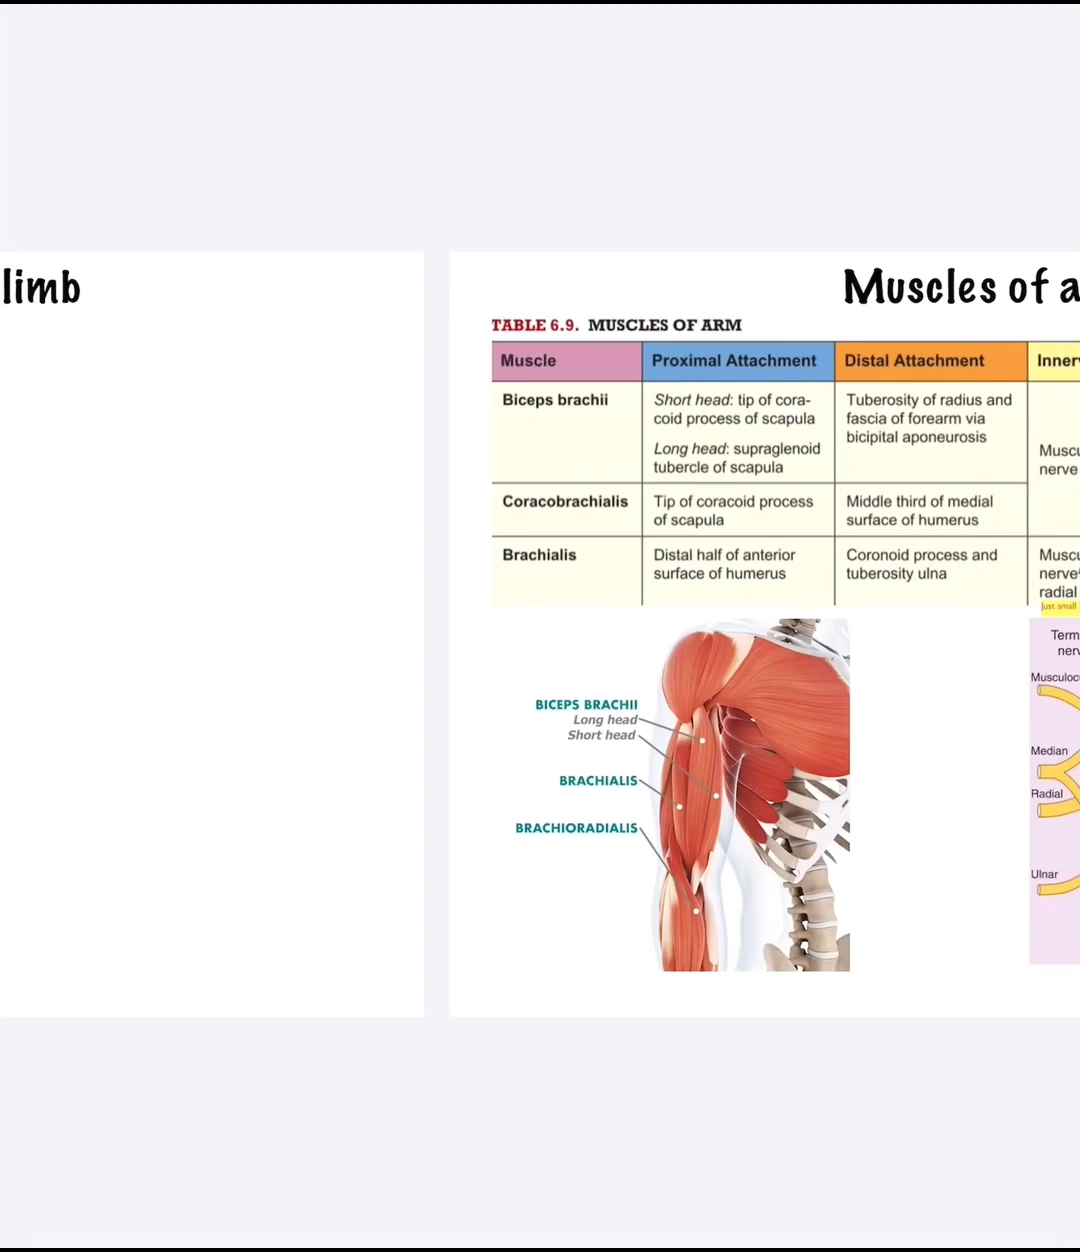 limb
Muscles of a
TABLE 6.9. MUSCLES OF ARM
Muscle
Proximal Attachment
Distal Attachment
Inner
Biceps brachii
Short head: tip of cora-
coid process of scapula
Long head: supraglenoid
tubercle of scapula
Tuberosity of radius and
fascia of forearm via
bicipital aponeurosis
Muscu
nerve
Coracobrachialis
Tip of coracoid process
of scapula
Middle third of medial
surface of humerus
Brachialis
Distal half of anterior
surface of humerus
Coronoid process and
tuberosity ulna
Muscu
nerve
radial
just small
BICEPS BRACHII
Long head
Short head
BRACHIALIS
BRACHIORADIALIS
Term
nerv
Musculoc
Median
Radial
Ulnar